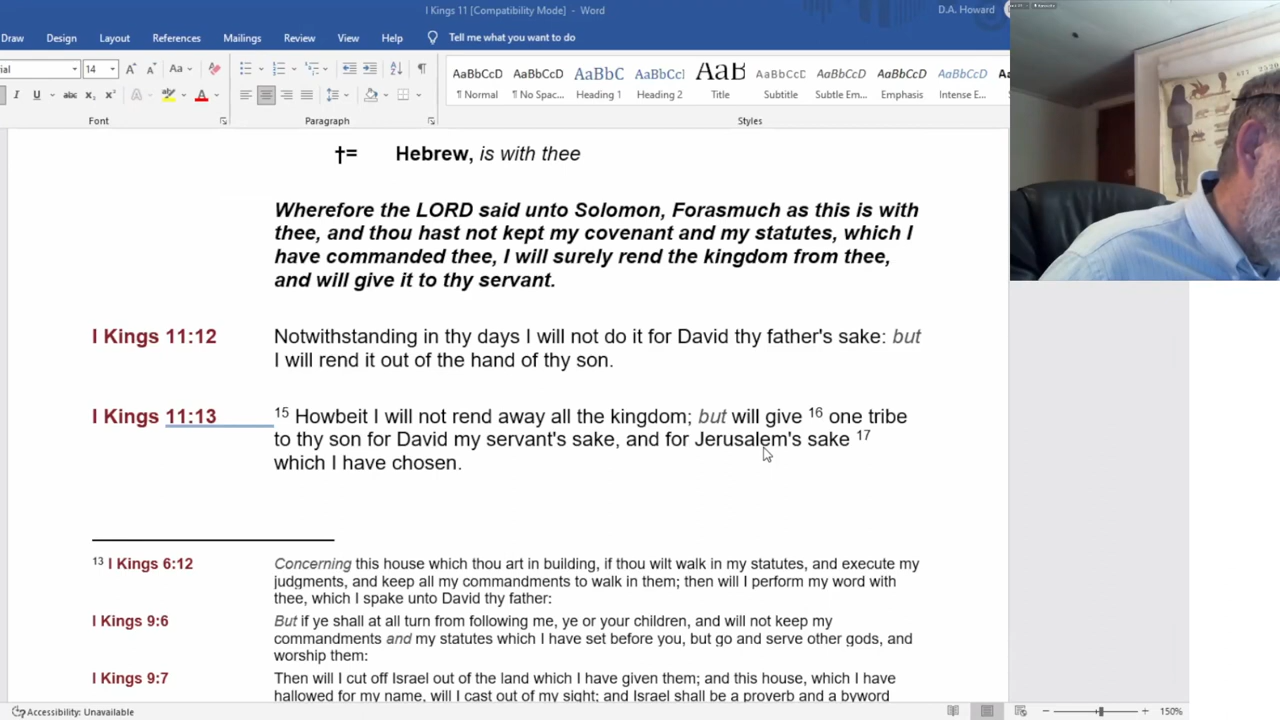 I Kings 11 [Compatibility Mode] - Word
D.A. Howard
Draw Design Layout References Mailings Review View Help Tell me what you want to do
ial 14 Aa
U abc x₂ x² A ab A
AaBbCcD AaBbCcD AaBbC AaBbCcI AaB AaBbCcD AaBbCcD AaBbCcD AaBbCcD
¶ Normal ¶ No Spac... Heading 1 Heading 2 Title Subtitle Subtle Em... Emphasis Intense E...
Font Paragraph Styles
†= Hebrew, is with thee
Wherefore the LORD said unto Solomon, Forasmuch as this is with
thee, and thou hast not kept my covenant and my statutes, which I
have commanded thee, I will surely rend the kingdom from thee,
and will give it to thy servant.
I Kings 11:12 Notwithstanding in thy days I will not do it for David thy father's sake: but
I will rend it out of the hand of thy son.
I Kings 11:13 15 Howbeit I will not rend away all the kingdom; but will give 16 one tribe
to thy son for David my servant's sake, and for Jerusalem's sake 17
which I have chosen.
13 I Kings 6:12 Concerning this house which thou art in building, if thou wilt walk in my statutes, and execute my
judgments, and keep all my commandments to walk in them; then will I perform my word with
thee, which I spake unto David thy father:
I Kings 9:6 But if ye shall at all turn from following me, ye or your children, and will not keep my
commandments and my statutes which I have set before you, but go and serve other gods, and
worship them:
I Kings 9:7 Then will I cut off Israel out of the land which I have given them; and this house, which I have
hallowed for my name, will I cast out of my sight; and Israel shall be a proverb and a byword
Accessibility: Unavailable
150%